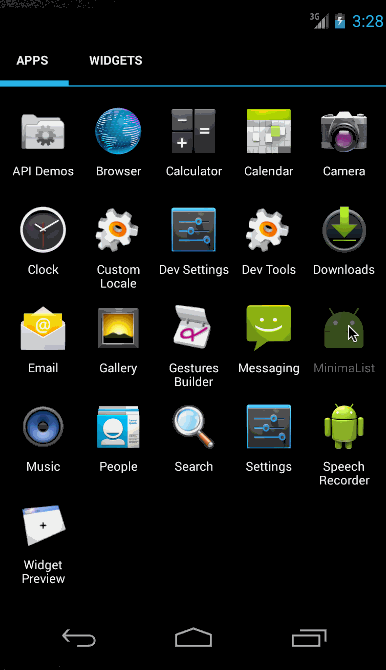 3G 3:28
APPS WIDGETS
API Demos Browser Calculator Calendar Camera
Clock Custom Locale Dev Settings Dev Tools Downloads
Email Gallery Gestures Builder Messaging MinimaList
Music People Search Settings Speech Recorder
Widget Preview